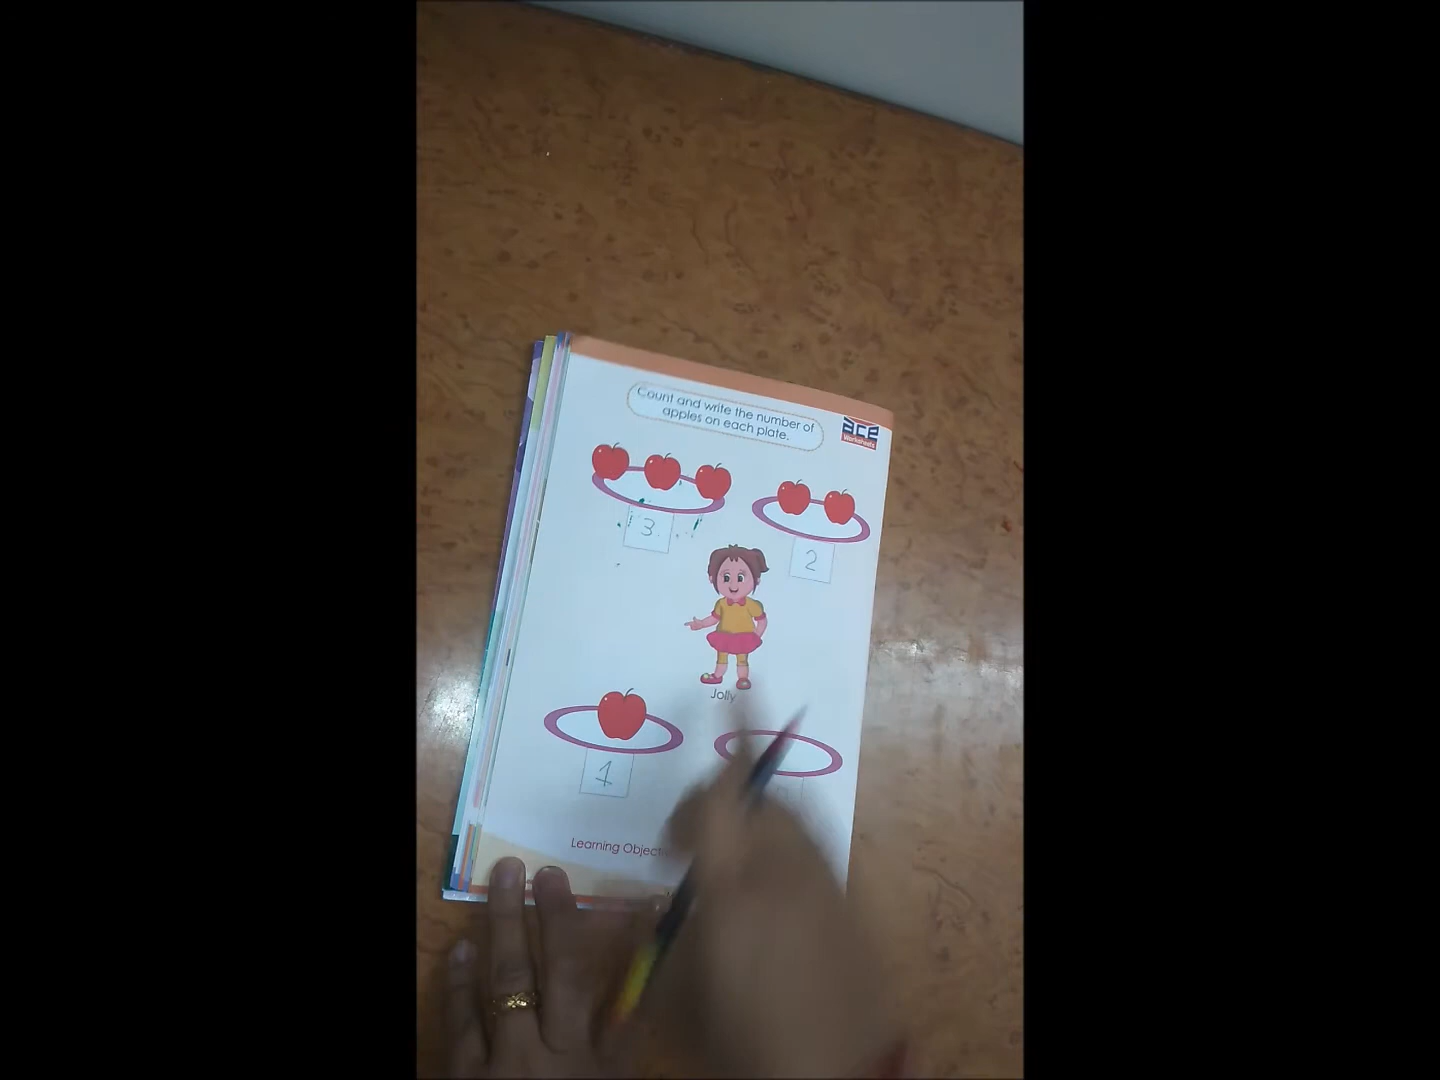 Count and write the number of
apples on each plate.
ace
Worksheets
3
2
Jolly
1
Learning Object